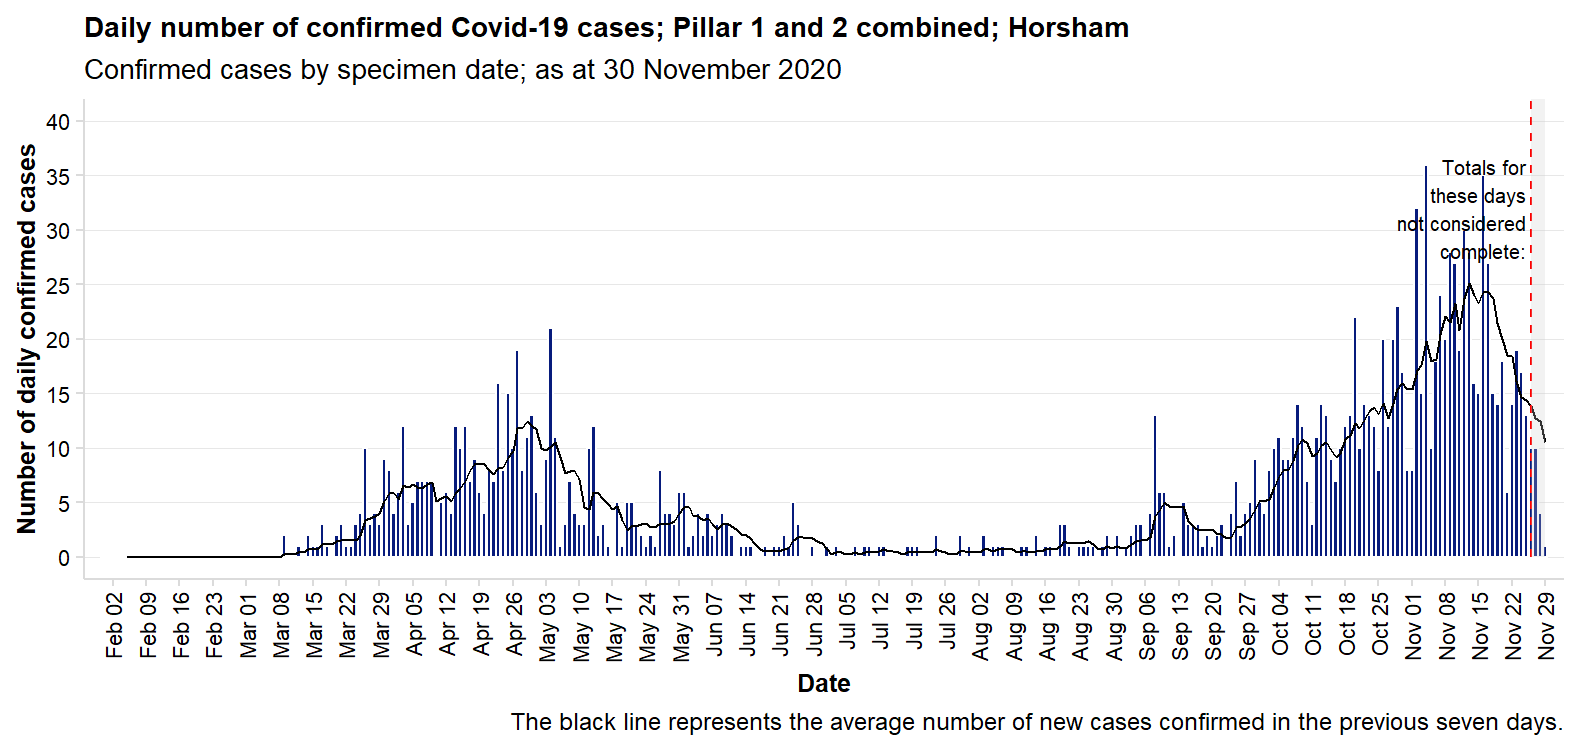 Daily number of confirmed Covid-19 cases; Pillar 1 and 2 combined; Horsham
Confirmed cases by specimen date; as at 30 November 2020
Number of daily confirmed cases
40
35
30
25
20
15
10
5
0
Totals for
these days
not considered
complete:
Feb 02
Feb 09
Feb 16
Feb 23
Mar 01
Mar 08
Mar 15
Mar 22
Mar 29
Apr 05
Apr 12
Apr 19
Apr 26
May 03
May 10
May 17
May 24
May 31
Jun 07
Jun 14
Jun 21
Jun 28
Jul 05
Jul 12
Jul 19
Jul 26
Aug 02
Aug 09
Aug 16
Aug 23
Aug 30
Sep 06
Sep 13
Sep 20
Sep 27
Oct 04
Oct 11
Oct 18
Oct 25
Nov 01
Nov 08
Nov 15
Nov 22
Nov 29
Date
The black line represents the average number of new cases confirmed in the previous seven days.